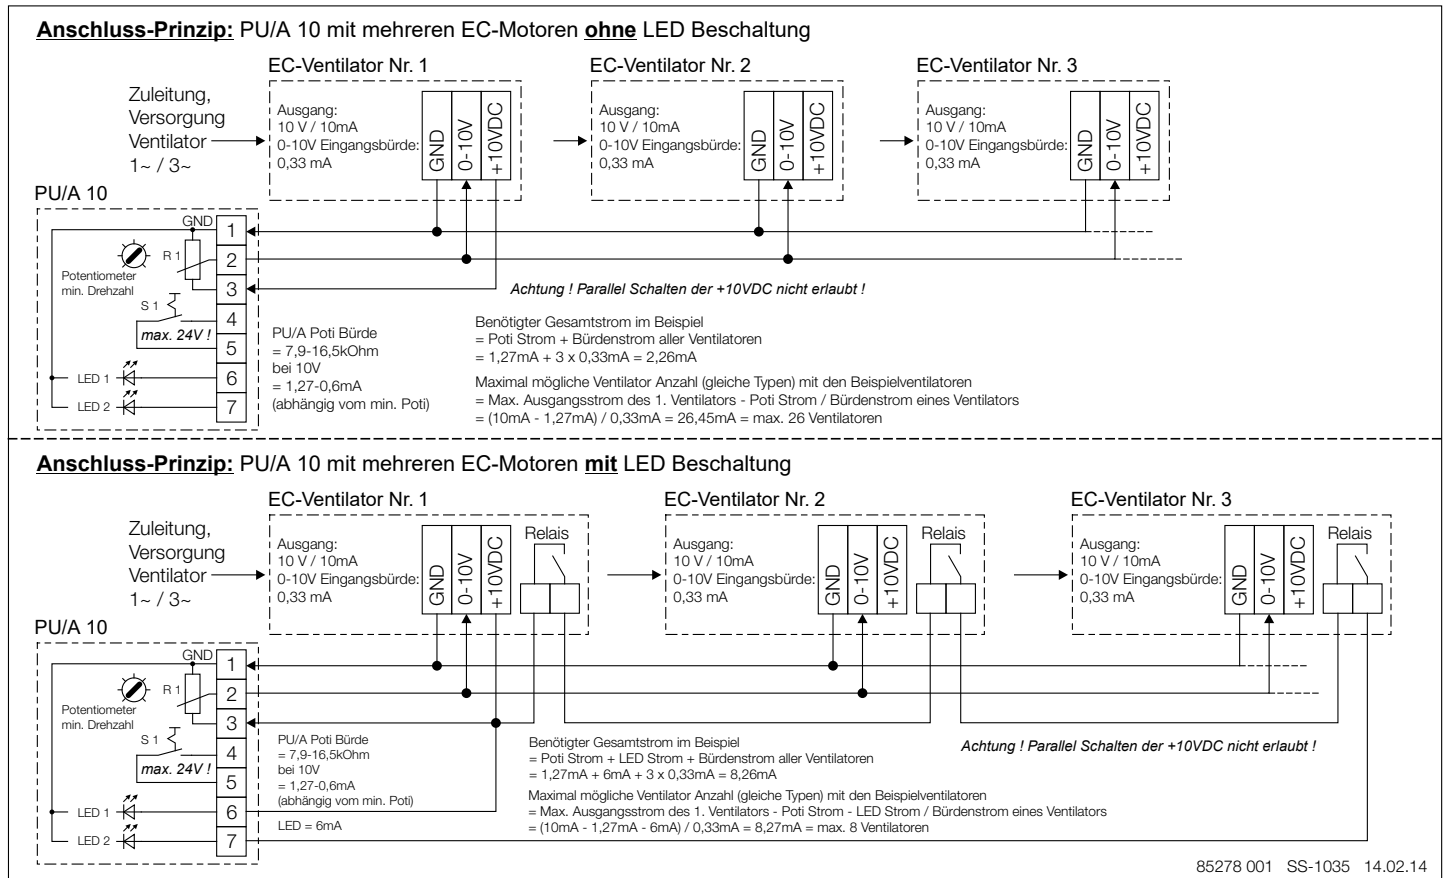 Anschluss-Prinzip: PU/A 10 mit mehreren EC-Motoren ohne LED Beschaltung
EC-Ventilator Nr. 1
EC-Ventilator Nr. 2
EC-Ventilator Nr. 3
Zuleitung,
Versorgung
Ventilator
1~ / 3~
Ausgang:
10 V / 10mA
0-10V Eingangsbürde:
0,33 mA
GND
0-10V
+10VDC
Ausgang:
10 V / 10mA
0-10V Eingangsbürde:
0,33 mA
GND
0-10V
+10VDC
Ausgang:
10 V / 10mA
0-10V Eingangsbürde:
0,33 mA
GND
0-10V
+10VDC
PU/A 10
GND
1
R 1
2
Potentiometer
min. Drehzahl
3
S 1
4
max. 24V !
5
LED 1
6
LED 2
7
Achtung ! Parallel Schalten der +10VDC nicht erlaubt !
PU/A Poti Bürde
= 7,9-16,5kOhm
bei 10V
= 1,27-0,6mA
(abhängig vom min. Poti)
Benötigter Gesamtstrom im Beispiel
= Poti Strom + Bürdenstrom aller Ventilatoren
= 1,27mA + 3 x 0,33mA = 2,26mA
Maximal mögliche Ventilator Anzahl (gleiche Typen) mit den Beispielventilatoren
= Max. Ausgangsstrom des 1. Ventilators - Poti Strom / Bürdenstrom eines Ventilators
= (10mA - 1,27mA) / 0,33mA = 26,45mA = max. 26 Ventilatoren
Anschluss-Prinzip: PU/A 10 mit mehreren EC-Motoren mit LED Beschaltung
EC-Ventilator Nr. 1
EC-Ventilator Nr. 2
EC-Ventilator Nr. 3
Zuleitung,
Versorgung
Ventilator
1~ / 3~
Ausgang:
10 V / 10mA
0-10V Eingangsbürde:
0,33 mA
GND
0-10V
+10VDC
Relais
Ausgang:
10 V / 10mA
0-10V Eingangsbürde:
0,33 mA
GND
0-10V
+10VDC
Relais
Ausgang:
10 V / 10mA
0-10V Eingangsbürde:
0,33 mA
GND
0-10V
+10VDC
Relais
PU/A 10
GND
1
R 1
2
Potentiometer
min. Drehzahl
3
S 1
4
max. 24V !
5
LED 1
6
LED 2
7
PU/A Poti Bürde
= 7,9-16,5kOhm
bei 10V
= 1,27-0,6mA
(abhängig vom min. Poti)
LED = 6mA
Benötigter Gesamtstrom im Beispiel
= Poti Strom + LED Strom + Bürdenstrom aller Ventilatoren
= 1,27mA + 6mA + 3 x 0,33mA = 8,26mA
Achtung ! Parallel Schalten der +10VDC nicht erlaubt !
Maximal mögliche Ventilator Anzahl (gleiche Typen) mit den Beispielventilatoren
= Max. Ausgangsstrom des 1. Ventilators - Poti Strom - LED Strom / Bürdenstrom eines Ventilators
= (10mA - 1,27mA - 6mA) / 0,33mA = 8,27mA = max. 8 Ventilatoren
85278 001 SS-1035 14.02.14